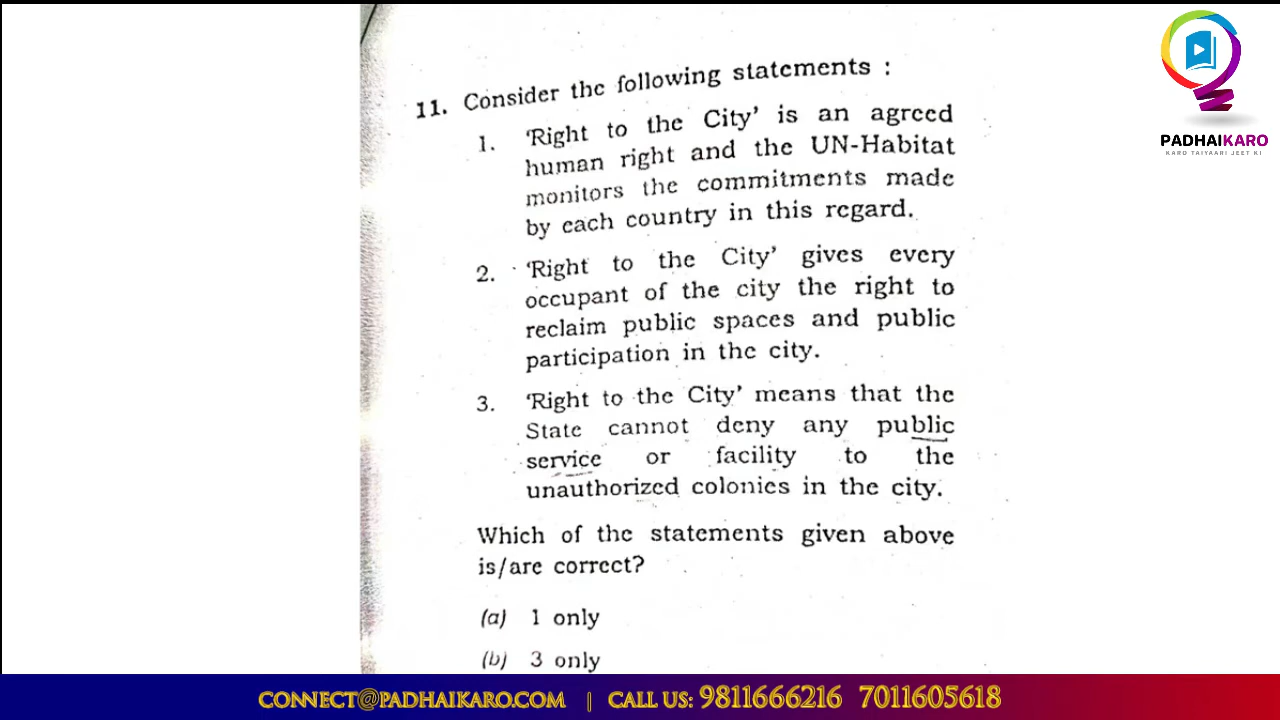 11. Consider the following statements :
1. 'Right to the City' is an agreed
human right and the UN-Habitat
monitors the commitments made
by each country in this regard.
2. 'Right to the City' gives every
occupant of the city the right to
reclaim public spaces and public
participation in the city.
3. 'Right to the City' means that the
State cannot deny any public
service or facility to the
unauthorized colonies in the city.
Which of the statements given above
is/are correct?
(a) 1 only
(b) 3 only
PADHAIKARO
KARO TAIYAARI JEET KI
CONNECT@PADHAIKARO.COM | CALL US: 9811666216 7011605618